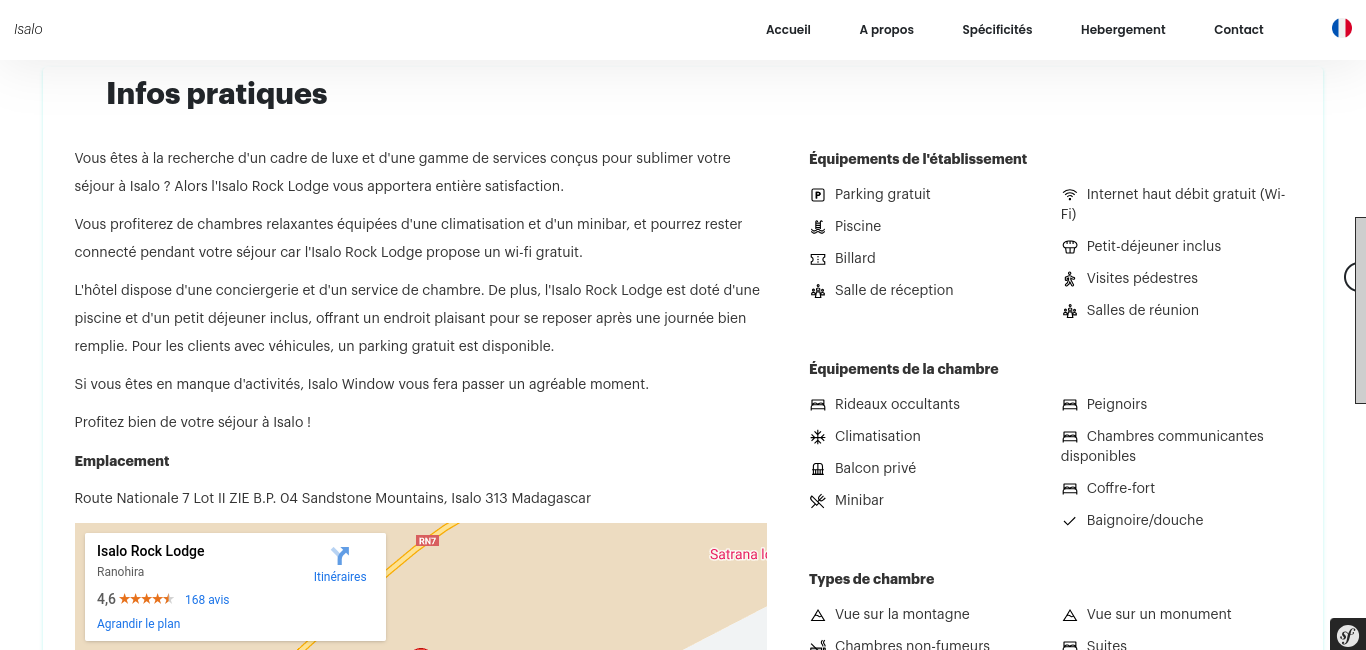 Isalo
Accueil
A propos
Spécificités
Hebergement
Contact
Infos pratiques
Vous êtes à la recherche d'un cadre de luxe et d'une gamme de services conçus pour sublimer votre
séjour à Isalo ? Alors l'Isalo Rock Lodge vous apportera entière satisfaction.
Vous profiterez de chambres relaxantes équipées d'une climatisation et d'un minibar, et pourrez rester
connecté pendant votre séjour car l'Isalo Rock Lodge propose un wi-fi gratuit.
L'hôtel dispose d'une conciergerie et d'un service de chambre. De plus, l'Isalo Rock Lodge est doté d'une
piscine et d'un petit déjeuner inclus, offrant un endroit plaisant pour se reposer après une journée bien
remplie. Pour les clients avec véhicules, un parking gratuit est disponible.
Si vous êtes en manque d'activités, Isalo Window vous fera passer un agréable moment.
Profitez bien de votre séjour à Isalo !
Emplacement
Route Nationale 7 Lot II ZIE B.P. 04 Sandstone Mountains, Isalo 313 Madagascar
Isalo Rock Lodge
Ranohira
4,6
168 avis
Agrandir le plan
Itinéraires
RN7
Satrana lo
Équipements de l'établissement
Parking gratuit
Piscine
Billard
Salle de réception
Internet haut débit gratuit (Wi-
Fi)
Petit-déjeuner inclus
Visites pédestres
Salles de réunion
Équipements de la chambre
Rideaux occultants
Climatisation
Balcon privé
Minibar
Peignoirs
Chambres communicantes
disponibles
Coffre-fort
Baignoire/douche
Types de chambre
Vue sur la montagne
Chambres non-fumeurs
Vue sur un monument
Suites
sf